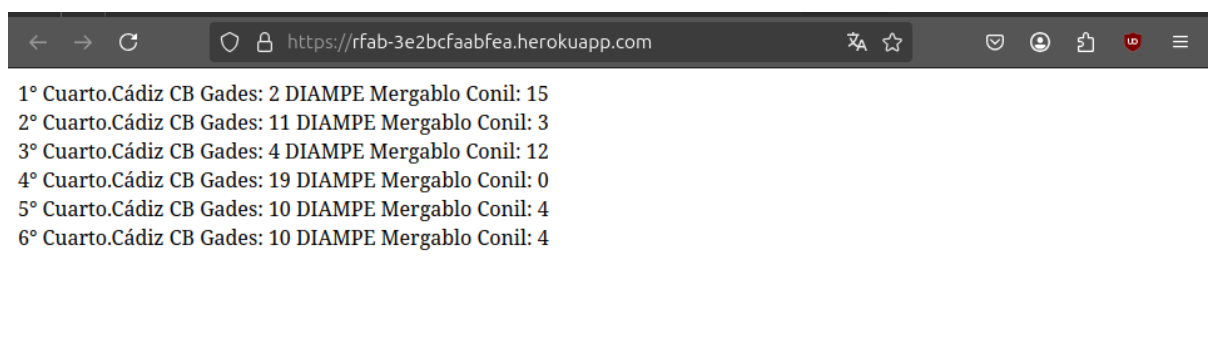 https://rfab-3e2bcfaabfea.herokuapp.com
1° Cuarto.Cádiz CB Gades: 2 DIAMPE Mergablo Conil: 15
2° Cuarto.Cádiz CB Gades: 11 DIAMPE Mergablo Conil: 3
3° Cuarto.Cádiz CB Gades: 4 DIAMPE Mergablo Conil: 12
4° Cuarto.Cádiz CB Gades: 19 DIAMPE Mergablo Conil: 0
5° Cuarto.Cádiz CB Gades: 10 DIAMPE Mergablo Conil: 4
6° Cuarto.Cádiz CB Gades: 10 DIAMPE Mergablo Conil: 4